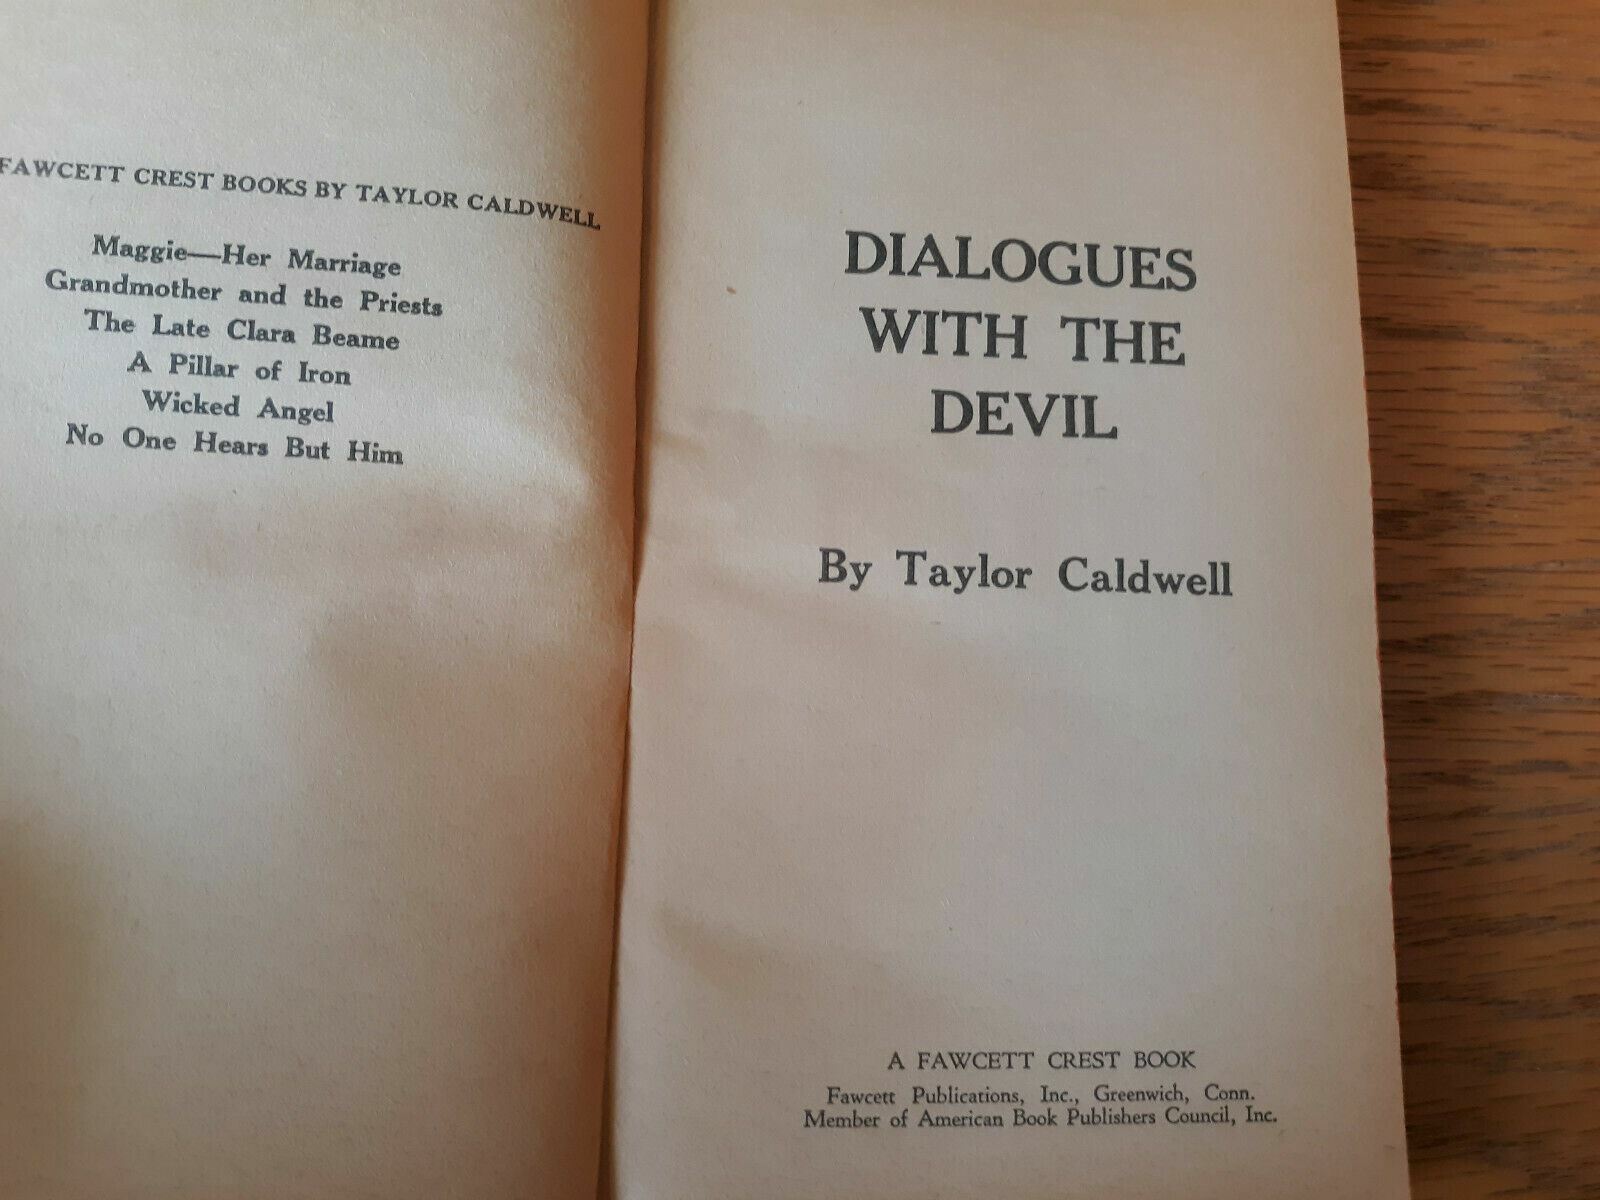 FAWCETT CREST BOOKS BY TAYLOR CALDWELL
Maggie—Her Marriage
Grandmother and the Priests
The Late Clara Beame
A Pillar of Iron
Wicked Angel
No One Hears But Him
DIALOGUES
WITH THE
DEVIL
By Taylor Caldwell
A FAWCETT CREST BOOK
Fawcett Publications, Inc., Greenwich, Conn.
Member of American Book Publishers Council, Inc.